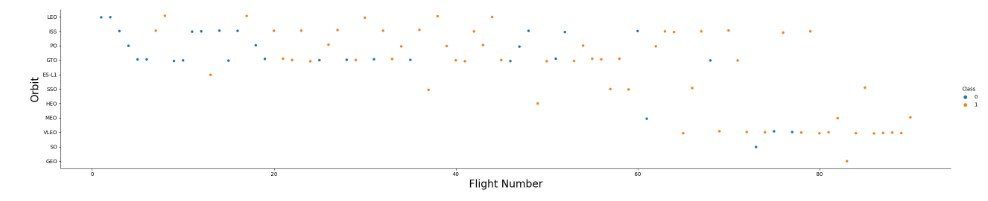 LEO
ISS
PO
GTO
ES-L1
SSO
HEO
MEO
VLEO
SO
GEO
Orbit
0 20 40 60 80
Flight Number
Class
0
1